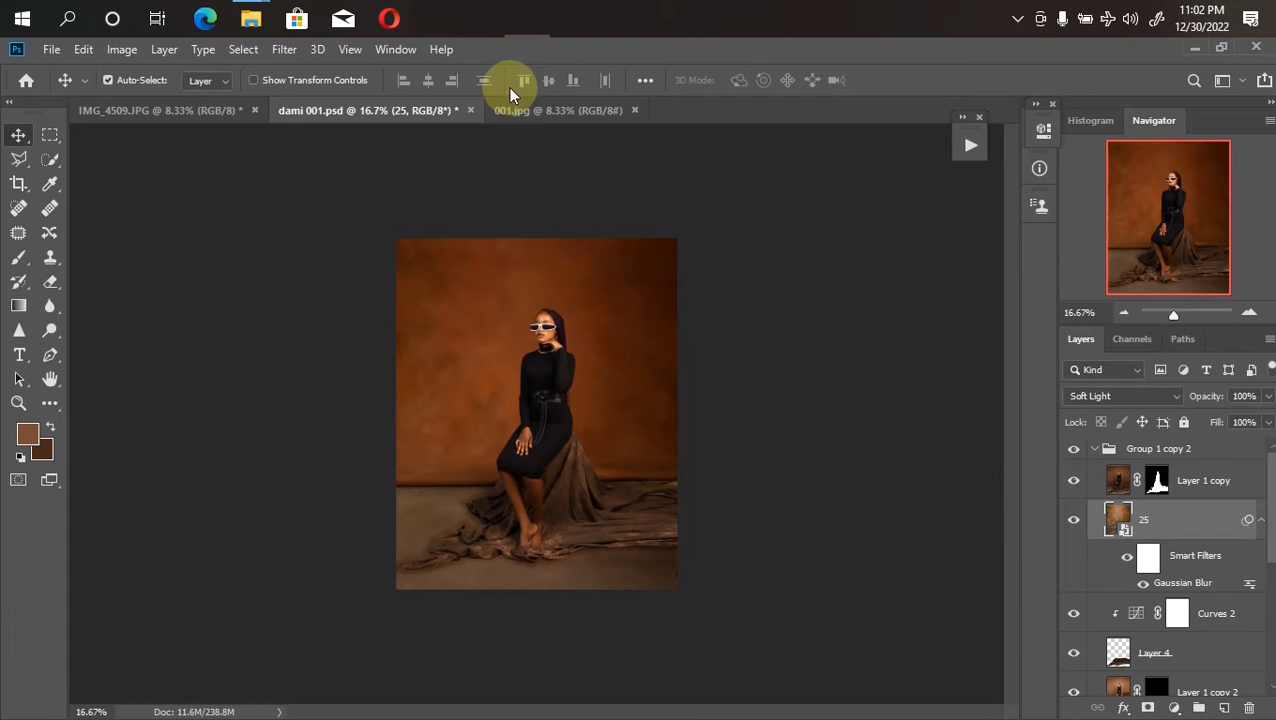 11:02 PM
12/30/2022
Ps
File Edit Image Layer Type Select Filter 3D View Window Help
Auto-Select: Layer Show Transform Controls 3D Mode:
IMG_4509.JPG @ 8.33% (RGB/8) * dami 001.psd @ 16.7% (25, RGB/8*) * 001.jpg @ 8.33% (RGB/8#)
Histogram Navigator
16.67%
Layers Channels Paths
Kind
Soft Light Opacity: 100%
Lock: Fill: 100%
Group 1 copy 2
Layer 1 copy
25
Smart Filters
Gaussian Blur
Curves 2
Layer 4
Layer 1 copy 2
16.67% Doc: 11.6M/238.8M